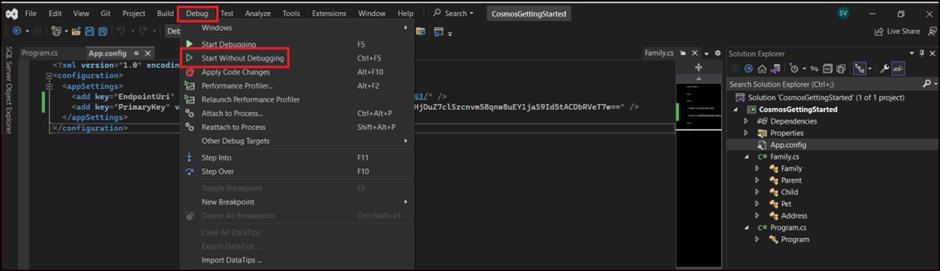 File Edit View Git Project Build Debug Test Analyze Tools Extensions Window Help Search CosmosGettingStarted SV
Live Share
SQL Server Object Explorer
Program.cs App.config
Family.cs
<?xml version="1.0"
<configuration>
<appSettings>
<add key="EndpointUri"
/" />
<add key="PrimaryKey"
</appSettings>
</configuration>
Windows
Start Debugging F5
Start Without Debugging Ctrl+F5
Apply Code Changes Alt+F10
Performance Profiler... Alt+F2
Relaunch Performance Profiler
Attach to Process... Ctrl+Alt+P
Reattach to Process Shift+Alt+P
Other Debug Targets
Step Into F11
Step Over F10
Toggle Breakpoint F9
New Breakpoint
Delete All Breakpoints Ctrl+Shift+F9
Clear All DataTips
Export DataTips ...
Import DataTips ...
Solution Explorer
Search Solution Explorer (Ctrl+;)
Solution 'CosmosGettingStarted' (1 of 1 project)
CosmosGettingStarted
Dependencies
Properties
App.config
C# Family.cs
Family
Parent
Child
Pet
Address
C# Program.cs
Program